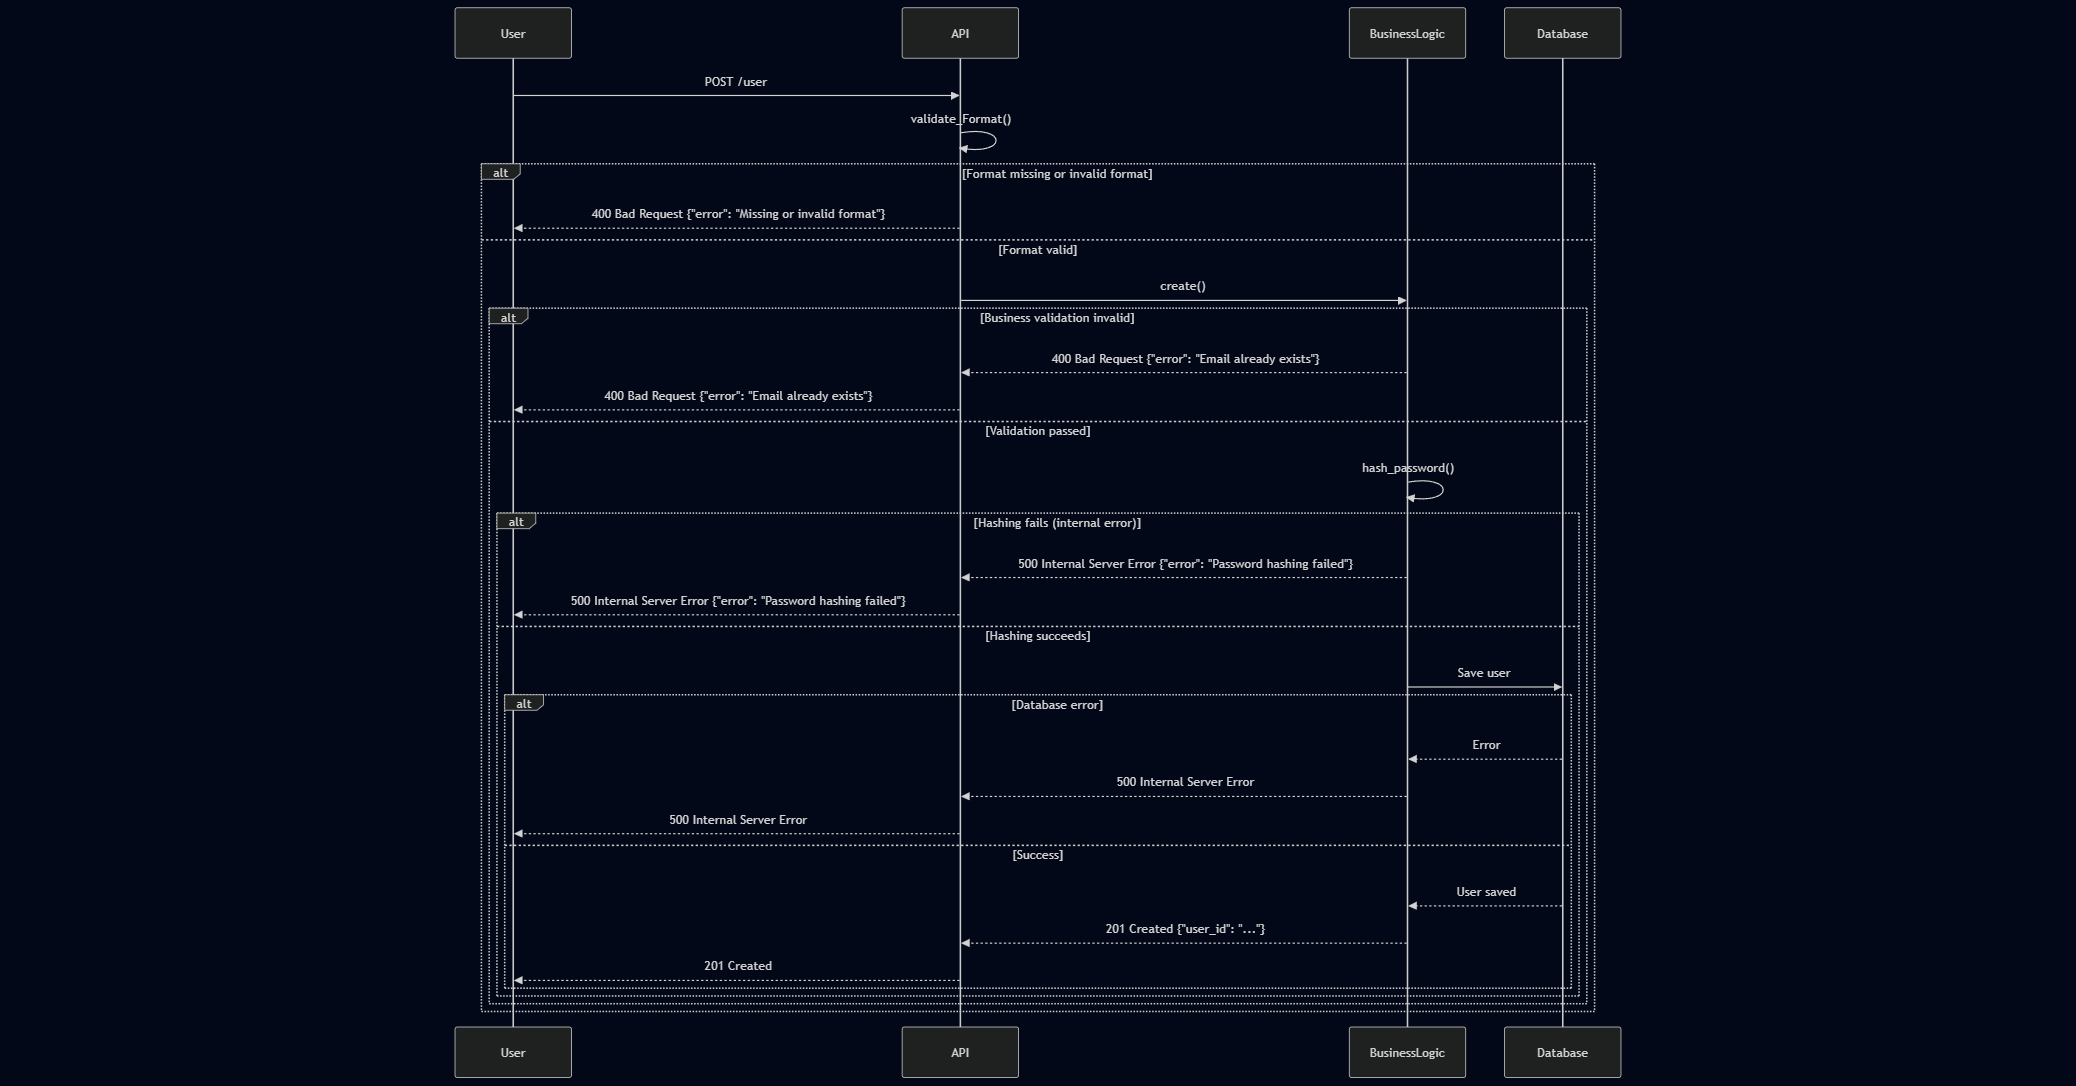 User API BusinessLogic Database
POST /user
validate_Format()
alt [Format missing or invalid format]
400 Bad Request {"error": "Missing or invalid format"}
[Format valid]
create()
alt [Business validation invalid]
400 Bad Request {"error": "Email already exists"}
400 Bad Request {"error": "Email already exists"}
[Validation passed]
hash_password()
alt [Hashing fails (internal error)]
500 Internal Server Error {"error": "Password hashing failed"}
500 Internal Server Error {"error": "Password hashing failed"}
[Hashing succeeds]
Save user
alt [Database error]
Error
500 Internal Server Error
500 Internal Server Error
[Success]
User saved
201 Created {"user_id": "..."}
201 Created
User API BusinessLogic Database